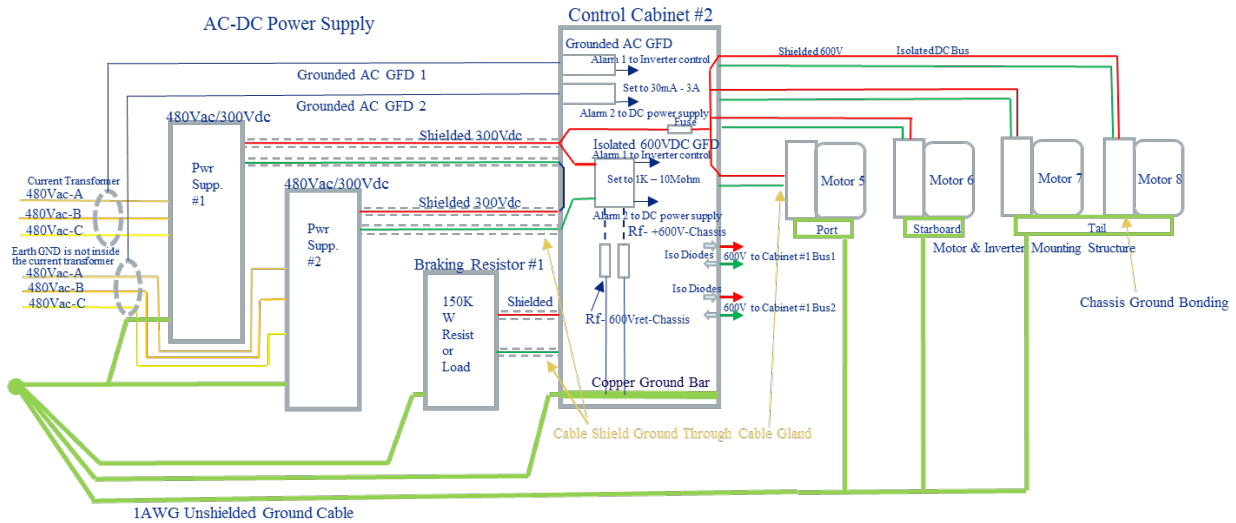 AC-DC Power Supply
Control Cabinet #2
Grounded AC GFD
Alarm 1 to Inverter control
Grounded AC GFD 1
Set to 30mA - 3A
Grounded AC GFD 2
Alarm 2 to DC power supply
Shielded 600V
Isolated DC Bus
480Vac/300Vdc
Shielded 300Vdc
Fuse
Isolated 600VDC GFD
Alarm 1 to Inverter control
Set to 1K – 10Mohm
Alarm 2 to DC power supply
Pwr
Supp.
#1
480Vac/300Vdc
Shielded 300Vdc
Pwr
Supp.
#2
Current Transformer
480Vac-A
480Vac-B
480Vac-C
Earth GND is not inside
the current transformer
480Vac-A
480Vac-B
480Vac-C
Braking Resistor #1
150K
W
Resist
or
Load
Shielded
Rf- +600V-Chassis
Rf- 600Vret-Chassis
Iso Diodes
600V to Cabinet #1 Bus1
Iso Diodes
600V to Cabinet #1 Bus2
Copper Ground Bar
Motor 5
Motor 6
Motor 7
Motor 8
Port
Starboard
Tail
Motor & Inverter Mounting Structure
Chassis Ground Bonding
Cable Shield Ground Through Cable Gland
1AWG Unshielded Ground Cable